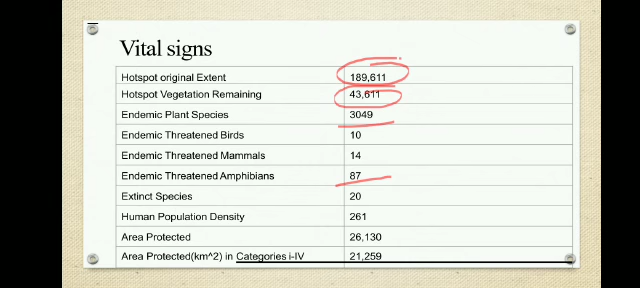 Vital signs
Hotspot original Extent 189,611
Hotspot Vegetation Remaining 43,611
Endemic Plant Species 3049
Endemic Threatened Birds 10
Endemic Threatened Mammals 14
Endemic Threatened Amphibians 87
Extinct Species 20
Human Population Density 261
Area Protected 26,130
Area Protected(km^2) in Categories i-IV 21,259